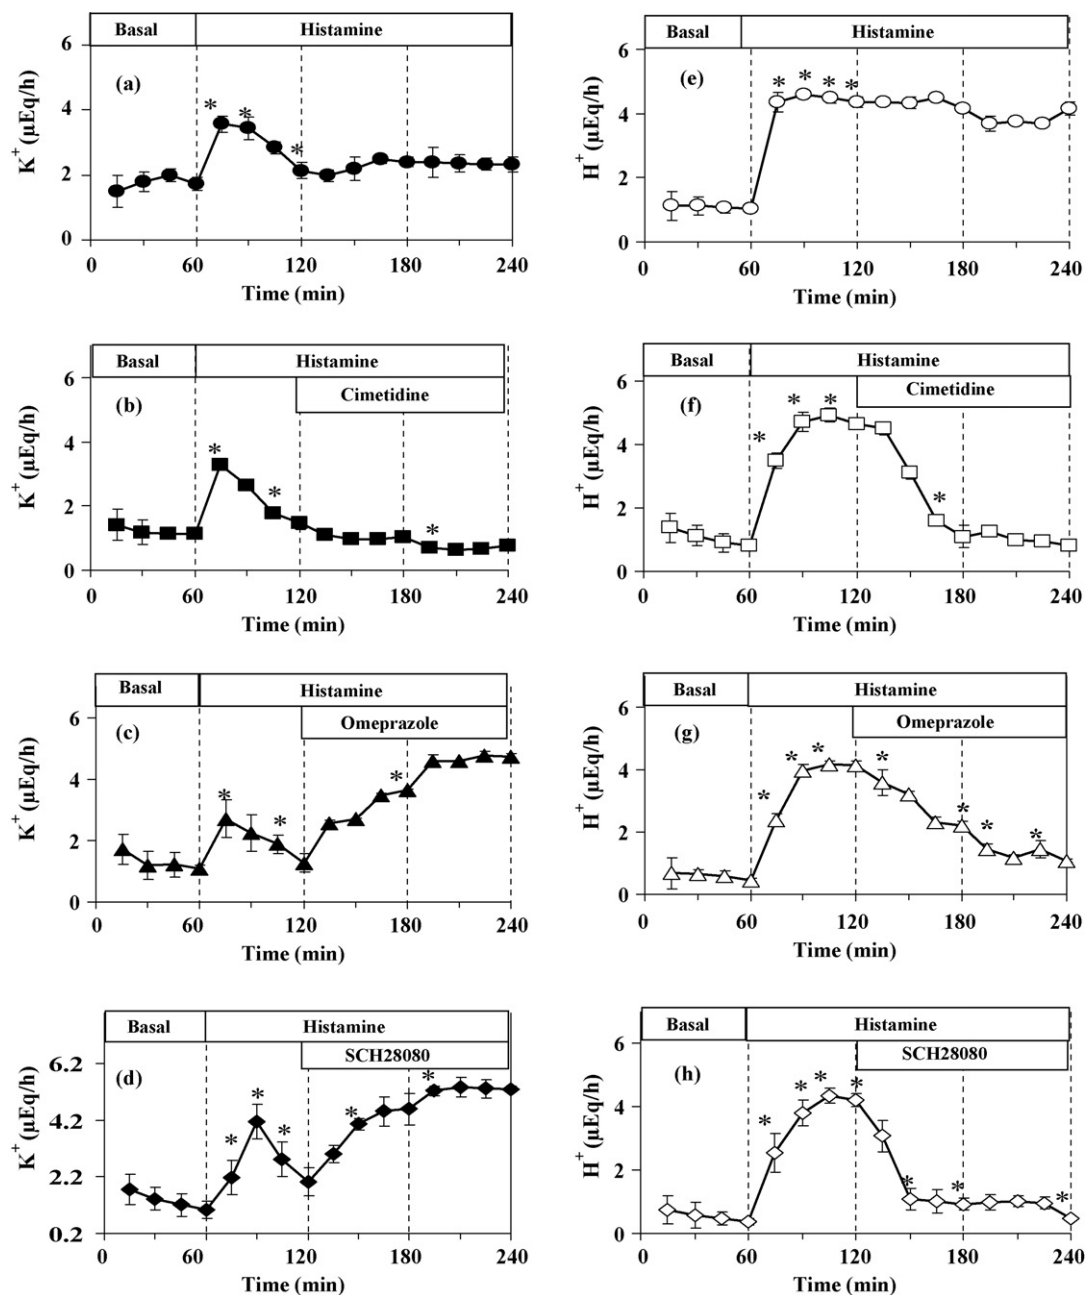 Basal Histamine
6
(a)
4
K+ (µEq/h)
2
0
0 60 120 180 240
Time (min)
Basal Histamine
6
(e)
4
H+ (µEq/h)
2
0
0 60 120 180 240
Time (min)
Basal Histamine
6 Cimetidine
(b)
4
K+ (µEq/h)
2
0
0 60 120 180 240
Time (min)
Basal Histamine
6 Cimetidine
(f)
4
H+ (µEq/h)
2
0
0 60 120 180 240
Time (min)
Basal Histamine
6 Omeprazole
(c)
4
K+ (µEq/h)
2
0
0 60 120 180 240
Time (min)
Basal Histamine
6 Omeprazole
(g)
4
H+ (µEq/h)
2
0
0 60 120 180 240
Time (min)
Basal Histamine
6.2 SCH28080
(d)
4.2
K+ (µEq/h)
2.2
0.2
0 60 120 180 240
Time (min)
Basal Histamine
6 SCH28080
(h)
4
H+ (µEq/h)
2
0
0 60 120 180 240
Time (min)